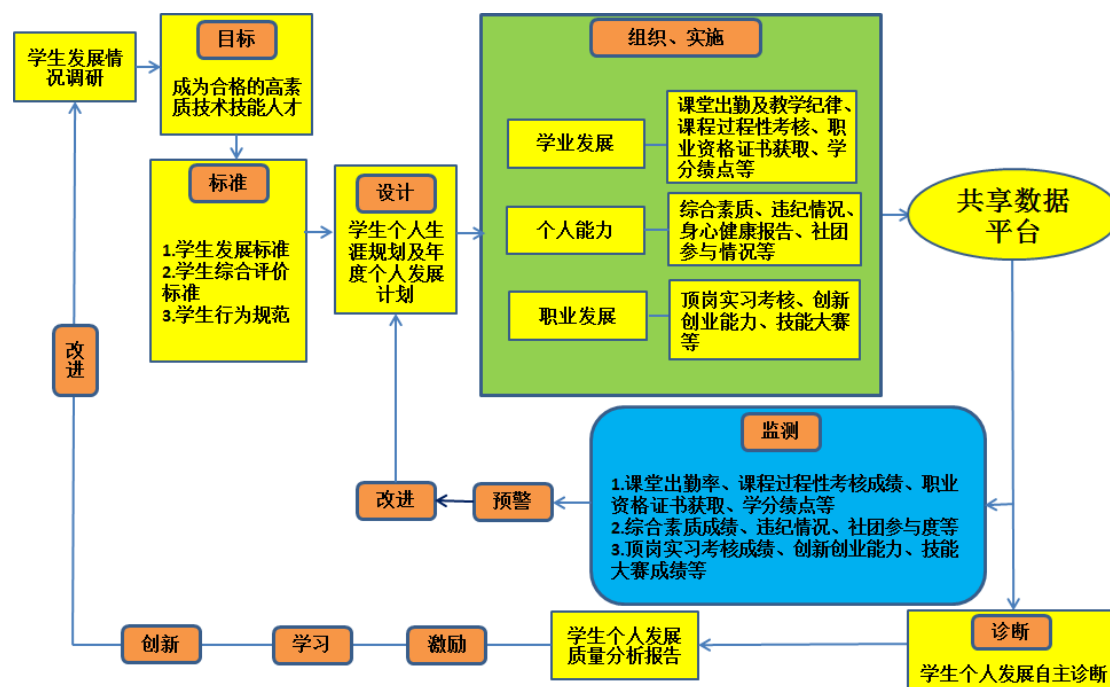 学生发展情
况调研
目标
成为合格的高素
质技术技能人才
标准
1.学生发展标准
2.学生综合评价
标准
3.学生行为规范
设计
学生个人生
涯规划及年
度个人发展
计划
组织、实施
学业发展
课堂出勤及教学纪律、
课程过程性考核、职
业资格证书获取、学
分绩点等
个人能力
综合素质、违纪情况、
身心健康报告、社团
参与情况等
职业发展
顶岗实习考核、创新
创业能力、技能大赛
等
共享数据
平台
监测
1.课堂出勤率、课程过程性考核成绩、职业
资格证书获取、学分绩点等
2.综合素质成绩、违纪情况、社团参与度等
3.顶岗实习考核成绩、创新创业能力、技能
大赛成绩等
预警
改进
诊断
学生个人发展自主诊断
学生个人发展
质量分析报告
激励
学习
创新
改
进